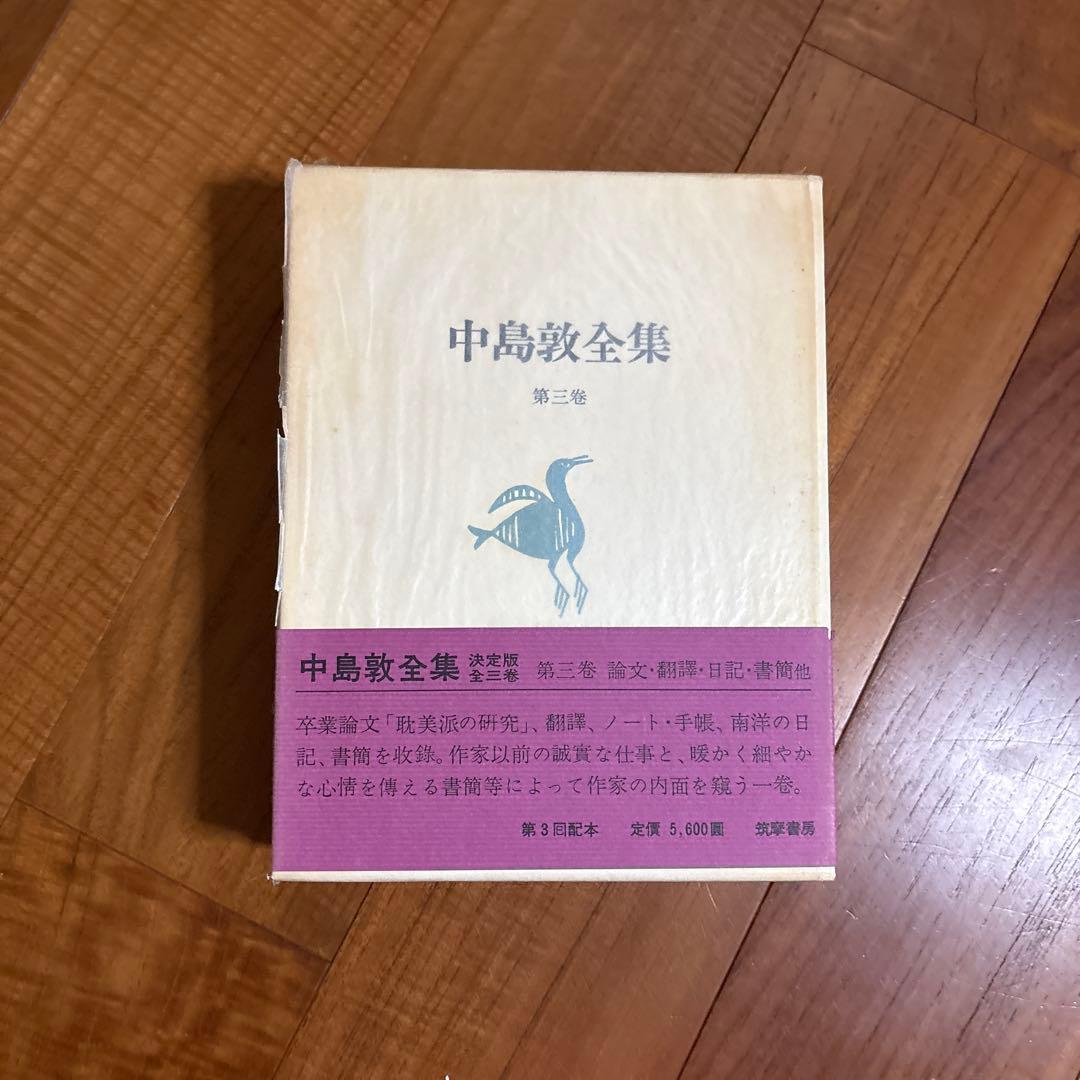 中島敦全集
第三卷
中島敦全集 決定版 全三卷 第三卷 論文・翻譯・日記・書簡他
卒業論文「耽美派の研究」、翻譯、ノート・手帳、南洋の日
記、書簡を收錄。作家以前の誠實な仕事と、暖かく細やか
な心情を傳える書簡等によって作家の内面を窺う一卷。
第3回配本 定價 5,600圓 筑摩書房